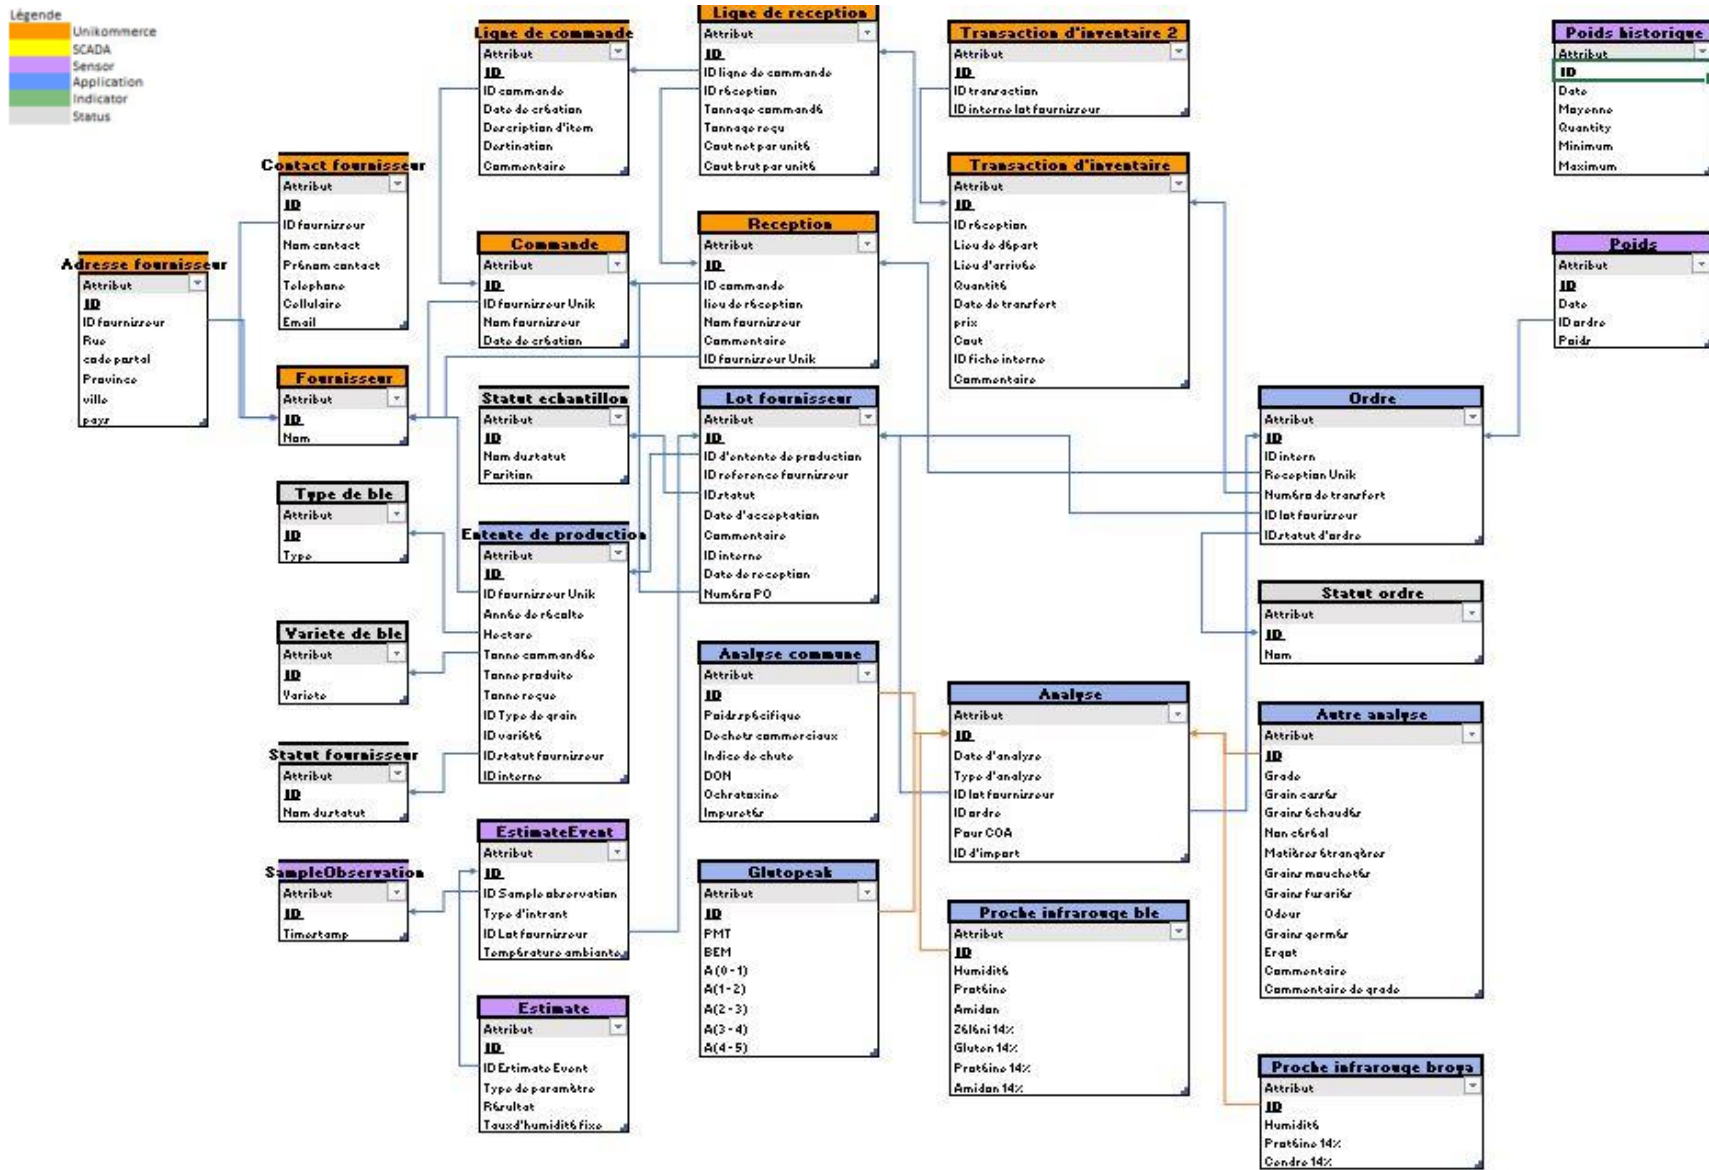 Légende
Unikommerce
SCADA
Sensor
Application
Indicator
Status
Adresse fournisseur
Attribut
ID
ID fournisseur
Rue
code postal
Province
ville
pays
Contact fournisseur
Attribut
ID
ID fournisseur
Nom contact
Prénom contact
Telephone
Cellulaire
Email
Fournisseur
Attribut
ID
Nom
Type de ble
Attribut
ID
Type
Variete de ble
Attribut
ID
Variete
Statut fournisseur
Attribut
ID
Nom du statut
SampleObservation
Attribut
ID
Timestamp
Ligne de commande
Attribut
ID
ID commande
Date de création
Description d'item
Destination
Commentaire
Commande
Attribut
ID
ID fournisseur Unik
Nom fournisseur
Date de création
Statut echantillon
Attribut
ID
Nom du statut
Position
Entente de production
Attribut
ID
ID fournisseur Unik
Année de récolte
Hectare
Tonne commandée
Tonne produite
Tonne reçue
ID Type de grain
ID variété
ID statut fournisseur
ID interne
EstimateEvent
Attribut
ID
ID Sample observation
Type d'intrant
ID Lot fournisseur
Température ambiante
Estimate
Attribut
ID
ID Estimate Event
Type de paramètre
Résultat
Taux d'humidité fixe
Ligne de reception
Attribut
ID
ID ligne de commande
ID réception
Tonnage commandé
Tonnage reçu
Cout net par unité
Cout brut par unité
Reception
Attribut
ID
ID commande
lieu de réception
Nom fournisseur
Commentaire
ID fournisseur Unik
Lot fournisseur
Attribut
ID
ID d'entente de production
ID reference fournisseur
ID statut
Date d'acceptation
Commentaire
ID interne
Date de reception
Numéro PO
Analyse commune
Attribut
ID
Poids spécifique
Dechets commerciaux
Indice de chute
DON
Ochratoxine
Impuretés
Glutopeak
Attribut
ID
PMT
BEM
A(0-1)
A(1-2)
A(2-3)
A(3-4)
A(4-5)
Transaction d'inventaire 2
Attribut
ID
ID transaction
ID interne lot fournisseur
Transaction d'inventaire
Attribut
ID
ID réception
Lieu de départ
Lieu d'arrivée
Quantité
Date de transfert
prix
Cout
ID fiche interne
Commentaire
Analyse
Attribut
ID
Date d'analyse
Type d'analyse
ID lot fournisseur
ID ordre
Pour COA
ID d'import
Proche infrarouge ble
Attribut
ID
Humidité
Protéine
Amidon
Zéléni 14%
Gluten 14%
Protéine 14%
Amidon 14%
Ordre
Attribut
ID
ID intern
Reception Unik
Numéro de transfert
ID lot fourisseur
ID statut d'ordre
Statut ordre
Attribut
ID
Nom
Autre analyse
Attribut
ID
Grade
Grain cassés
Grains échaudés
Non céréal
Matières étrangères
Grains mouchetés
Grains fusariés
Odeur
Grains germés
Ergot
Commentaire
Commentaire de grade
Proche infrarouge broya
Attribut
ID
Humidité
Protéine 14%
Cendre 14%
Poids historique
Attribut
ID
Date
Moyenne
Quantity
Minimum
Maximum
Poids
Attribut
ID
Date
ID ordre
Poids